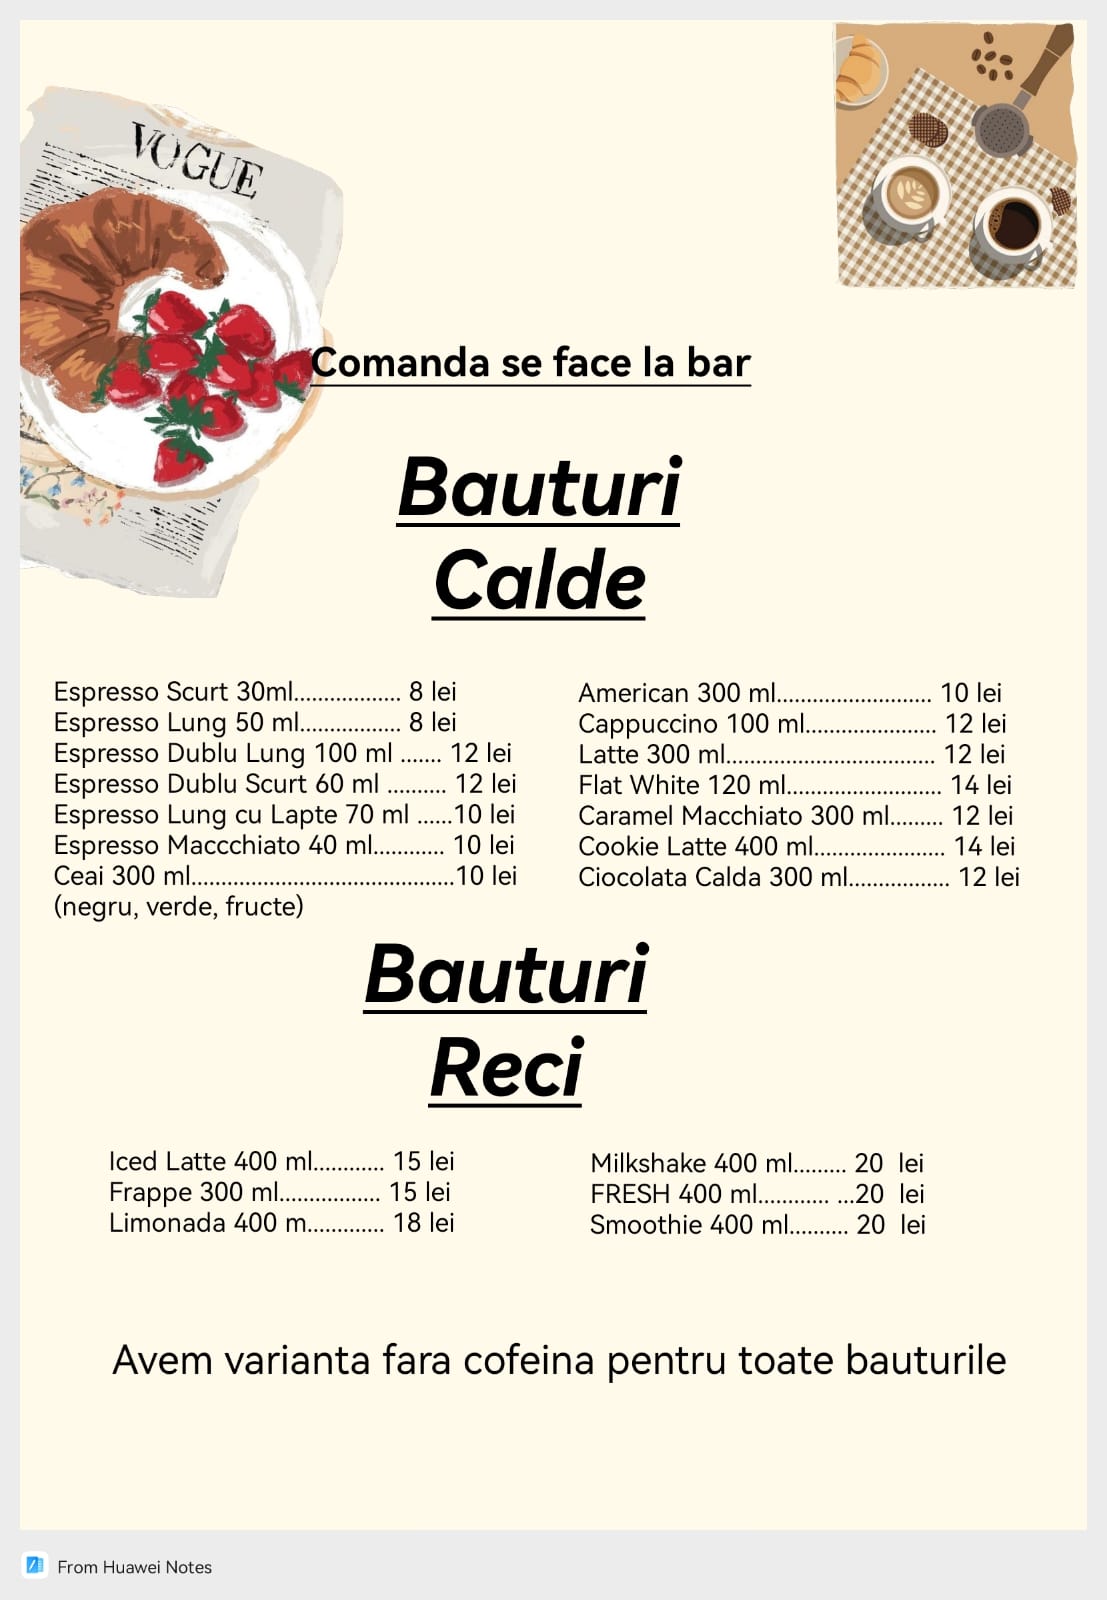 VOGUE
Comanda se face la bar
Bauturi
Calde
Espresso Scurt 30ml................. 8 lei
Espresso Lung 50 ml................ 8 lei
Espresso Dublu Lung 100 ml ....... 12 lei
Espresso Dublu Scurt 60 ml .......... 12 lei
Espresso Lung cu Lapte 70 ml ......10 lei
Espresso Maccchiato 40 ml............ 10 lei
Ceai 300 ml..........................................10 lei
(negru, verde, fructe)
American 300 ml......................... 10 lei
Cappuccino 100 ml..................... 12 lei
Latte 300 ml.................................. 12 lei
Flat White 120 ml......................... 14 lei
Caramel Macchiato 300 ml......... 12 lei
Cookie Latte 400 ml..................... 14 lei
Ciocolata Calda 300 ml................ 12 lei
Bauturi
Reci
Iced Latte 400 ml............ 15 lei
Frappe 300 ml................. 15 lei
Limonada 400 m............. 18 lei
Milkshake 400 ml......... 20 lei
FRESH 400 ml............ ...20 lei
Smoothie 400 ml.......... 20 lei
Avem varianta fara cofeina pentru toate bauturile
From Huawei Notes